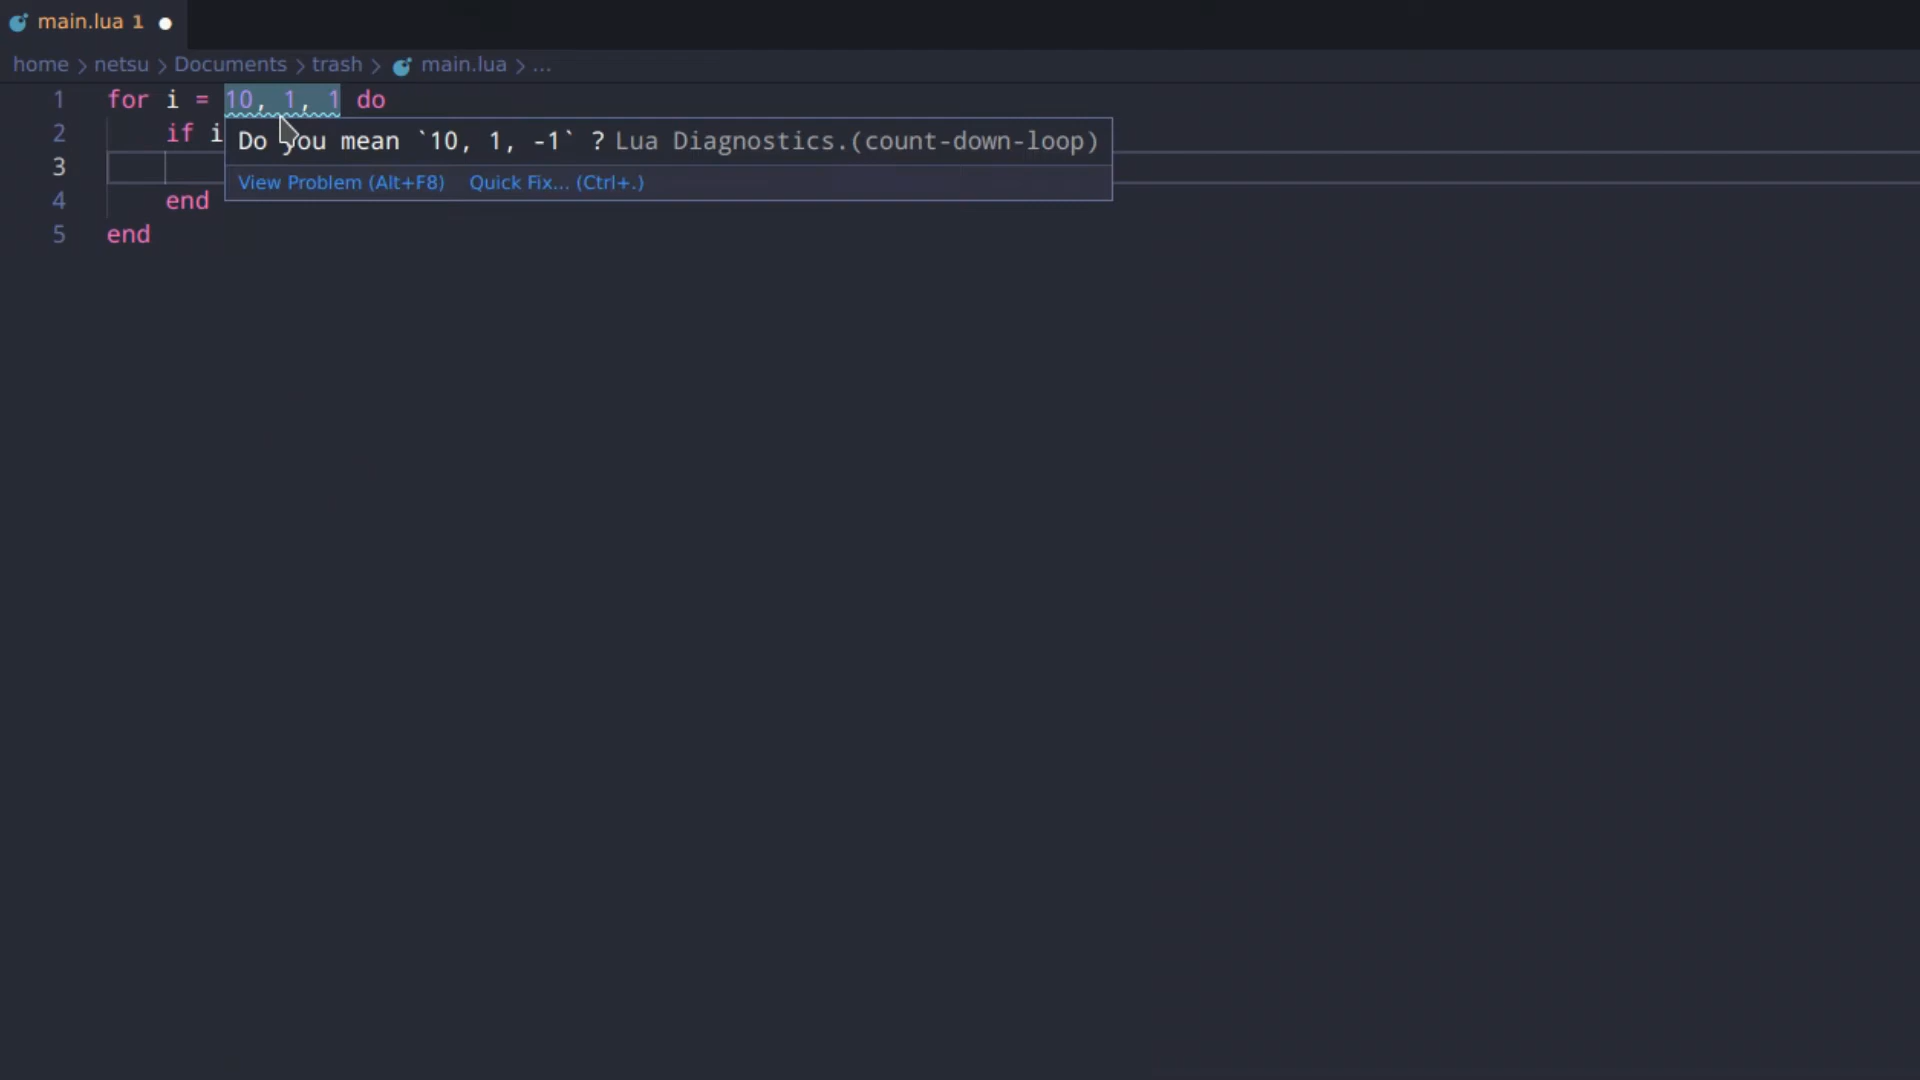 main.lua 1
home > netsu > Documents > trash > main.lua > ...
1 for i = 10, 1, 1 do
2 if i
Do you mean `10, 1, -1` ? Lua Diagnostics.(count-down-loop)
3
View Problem (Alt+F8) Quick Fix... (Ctrl+.)
4 end
5 end